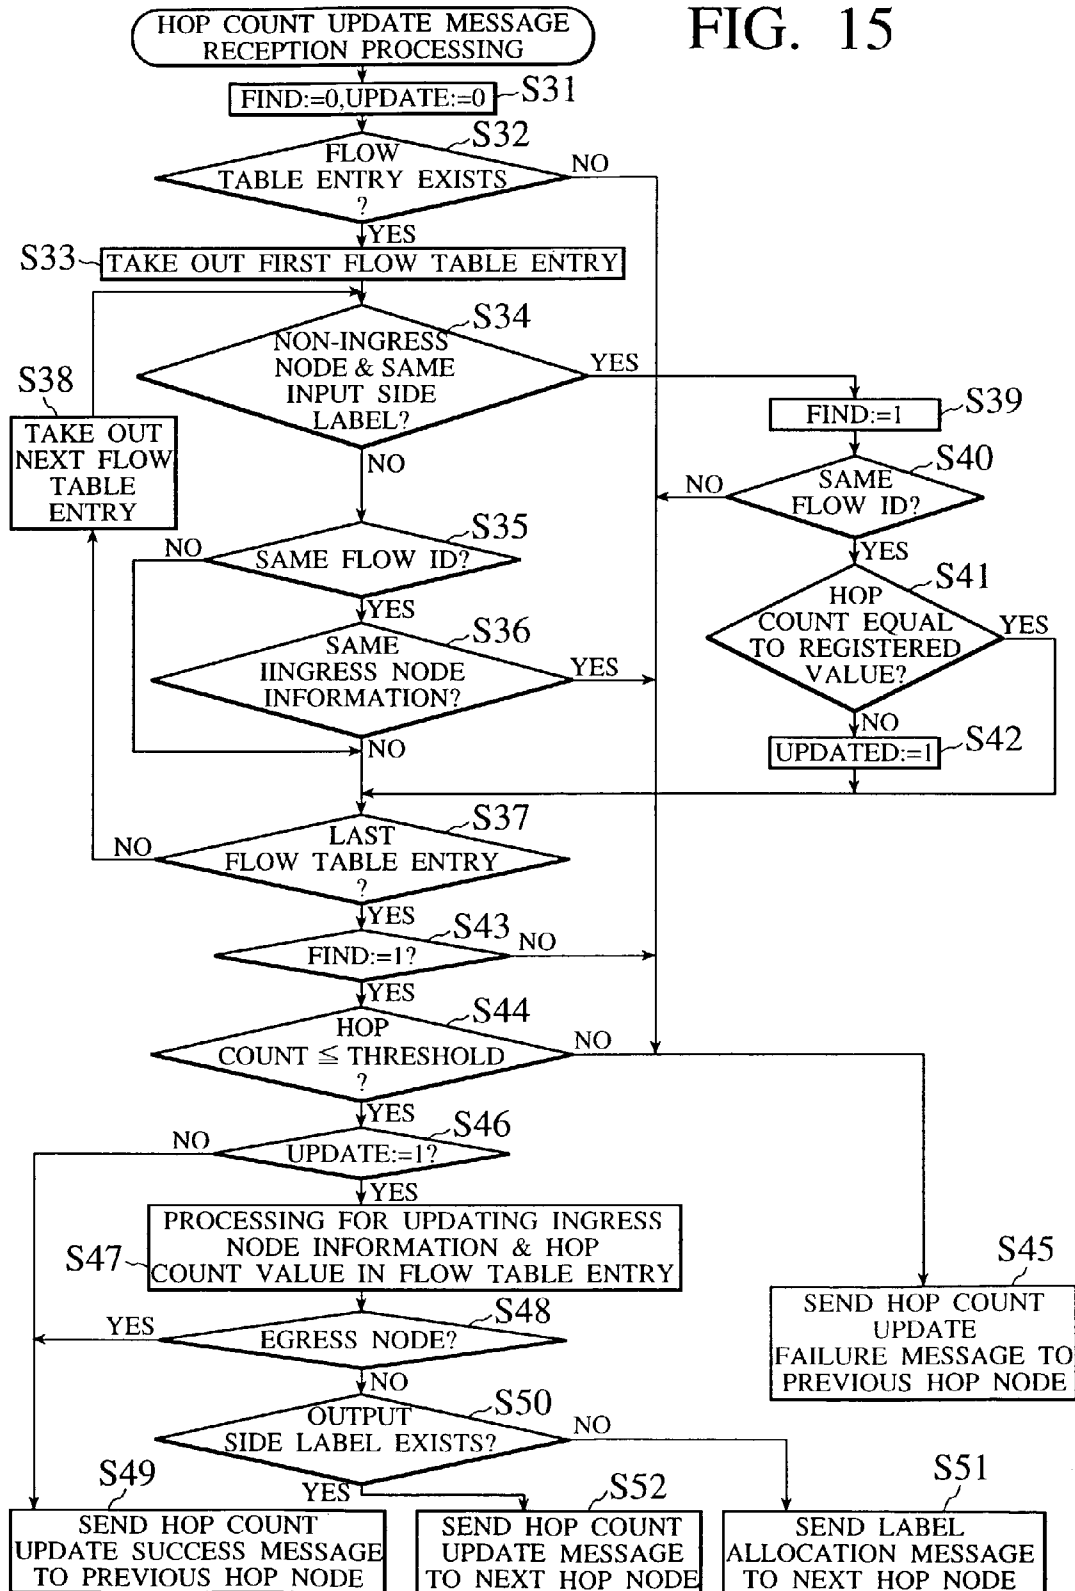 FIG. 15
HOP COUNT UPDATE MESSAGE
RECEPTION PROCESSING
FIND:=0,UPDATE:=0
S31
S32
FLOW
TABLE ENTRY EXISTS
?
NO
YES
S33
TAKE OUT FIRST FLOW TABLE ENTRY
S34
NON-INGRESS
NODE & SAME
INPUT SIDE
LABEL?
YES
NO
S38
TAKE OUT
NEXT FLOW
TABLE
ENTRY
S39
FIND:=1
S40
SAME
FLOW ID?
NO
YES
S35
SAME FLOW ID?
NO
YES
S41
HOP
COUNT EQUAL
TO REGISTERED
VALUE?
YES
NO
S36
SAME
IINGRESS NODE
INFORMATION?
YES
NO
S42
UPDATED:=1
S37
LAST
FLOW TABLE ENTRY
?
NO
YES
S43
FIND:=1?
NO
YES
S44
HOP
COUNT ≦ THRESHOLD
?
NO
YES
S46
UPDATE:=1?
NO
YES
S47
PROCESSING FOR UPDATING INGRESS
NODE INFORMATION & HOP
COUNT VALUE IN FLOW TABLE ENTRY
S45
SEND HOP COUNT
UPDATE
FAILURE MESSAGE TO
PREVIOUS HOP NODE
S48
EGRESS NODE?
YES
NO
S50
OUTPUT
SIDE LABEL EXISTS?
NO
YES
S49
SEND HOP COUNT
UPDATE SUCCESS MESSAGE
TO PREVIOUS HOP NODE
S52
SEND HOP COUNT
UPDATE MESSAGE
TO NEXT HOP NODE
S51
SEND LABEL
ALLOCATION MESSAGE
TO NEXT HOP NODE